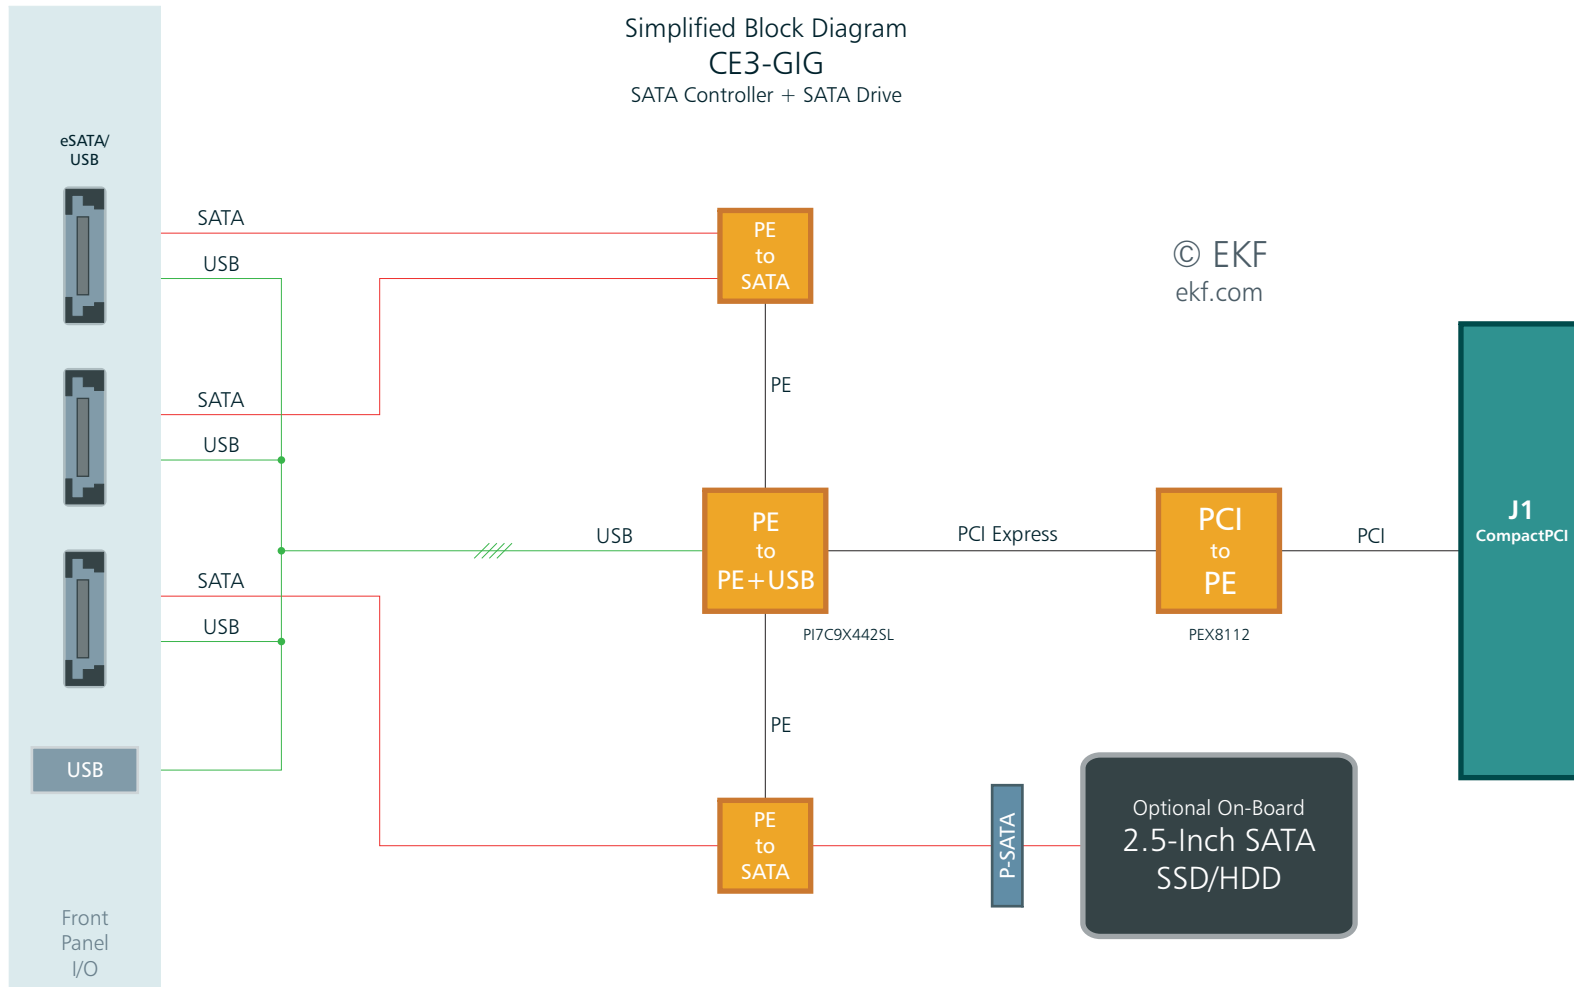 Simplified Block Diagram
CE3-GIG
SATA Controller + SATA Drive
eSATA/
USB
SATA
USB
SATA
USB
SATA
USB
USB
Front
Panel
I/O
PE
to
SATA
PE
USB
PE
to
PE+USB
PI7C9X442SL
PE
PE
to
SATA
PCI Express
PCI
to
PE
PEX8112
PCI
J1
CompactPCI
© EKF
ekf.com
P-SATA
Optional On-Board
2.5-Inch SATA
SSD/HDD